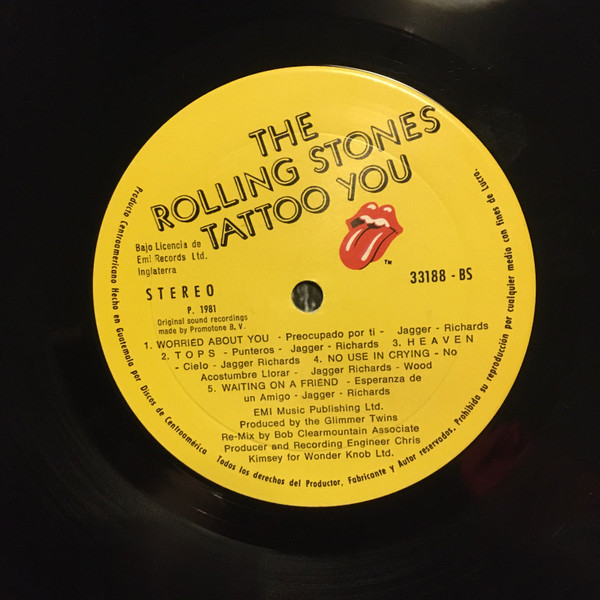 THE
ROLLING STONES
TATTOO YOU
Bajo Licencia de
Emi Records Ltd.
Inglaterra
TM
33188 - BS
STEREO
P. 1981
Original sound recordings
made by Promotone B. V.
1. WORRIED ABOUT YOU - Preocupado por ti - Jagger - Richards
2. TOPS - Punteros - Jagger - Richards 3. HEAVEN
- Cielo - Jagger Richards 4. NO USE IN CRYING - No
Acostumbre Llorar - Jagger Richards - Wood
5. WAITING ON A FRIEND - Esperanza de
un Amigo - Jagger - Richards
EMI Music Publishing Ltd.
Produced by the Glimmer Twins
Re-Mix by Bob Clearmountain Associate
Producer and Recording Engineer Chris
Kimsey for Wonder Knob Ltd.
Producto Centroamericano Hecho en Guatemala por Discos de Centroamérica
Todos los derechos del Productor, Fabricante y Autor reservados. Prohibida su reproducción por cualquier medio con fines de Lucro.